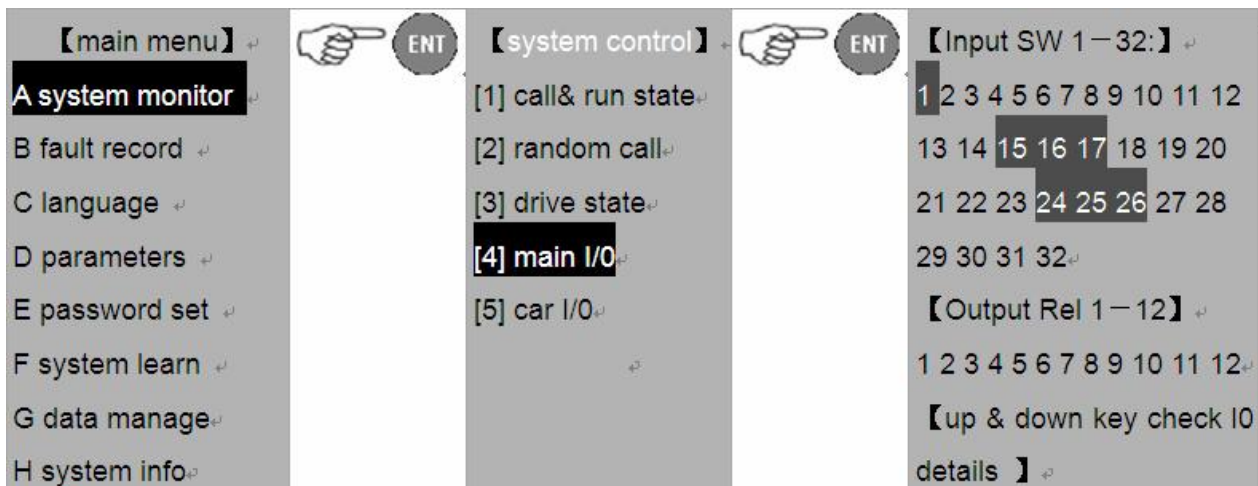 【main menu】
A system monitor
B fault record
C language
D parameters
E password set
F system learn
G data manage
H system info
ENT
【system control】
[1] call& run state
[2] random call
[3] drive state
[4] main I/0
[5] car I/0
ENT
【Input SW 1－32:】
1 2 3 4 5 6 7 8 9 10 11 12
13 14 15 16 17 18 19 20
21 22 23 24 25 26 27 28
29 30 31 32
【Output Rel 1－12】
1 2 3 4 5 6 7 8 9 10 11 12
【up & down key check I0
details 】